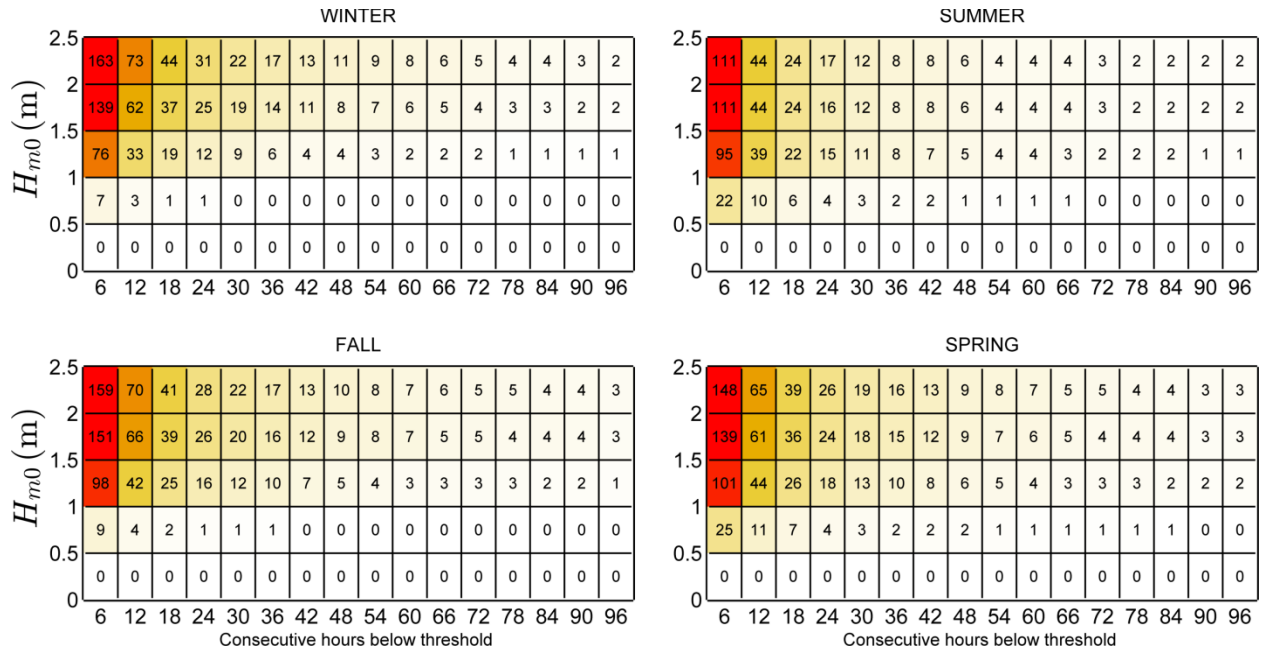 WINTER
2.5 163 73 44 31 22 17 13 11 9 8 6 5 4 4 3 2
2 139 62 37 25 19 14 11 8 7 6 5 4 3 3 2 2
1.5 76 33 19 12 9 6 4 4 3 2 2 2 1 1 1 1
1 7 3 1 1 0 0 0 0 0 0 0 0 0 0 0 0
0.5 0 0 0 0 0 0 0 0 0 0 0 0 0 0 0 0
0
H_{m0} (m)
6 12 18 24 30 36 42 48 54 60 66 72 78 84 90 96
SUMMER
2.5 111 44 24 17 12 8 8 6 4 4 4 3 2 2 2 2
2 111 44 24 16 12 8 8 6 4 4 4 3 2 2 2 2
1.5 95 39 22 15 11 8 7 5 4 4 3 2 2 2 1 1
1 22 10 6 4 3 2 2 1 1 1 1 0 0 0 0 0
0.5 0 0 0 0 0 0 0 0 0 0 0 0 0 0 0 0
0
6 12 18 24 30 36 42 48 54 60 66 72 78 84 90 96
FALL
2.5 159 70 41 28 22 17 13 10 8 7 6 5 5 4 4 3
2 151 66 39 26 20 16 12 9 8 7 5 5 4 4 4 3
1.5 98 42 25 16 12 10 7 5 4 3 3 3 3 2 2 1
1 9 4 2 1 1 1 0 0 0 0 0 0 0 0 0 0
0.5 0 0 0 0 0 0 0 0 0 0 0 0 0 0 0 0
0
H_{m0} (m)
6 12 18 24 30 36 42 48 54 60 66 72 78 84 90 96
Consecutive hours below threshold
SPRING
2.5 148 65 39 26 19 16 13 9 8 7 5 5 4 4 3 3
2 139 61 36 24 18 15 12 9 7 6 5 4 4 4 3 3
1.5 101 44 26 18 13 10 8 6 5 4 3 3 3 2 2 2
1 25 11 7 4 3 2 2 2 1 1 1 1 1 1 0 0
0.5 0 0 0 0 0 0 0 0 0 0 0 0 0 0 0 0
0
6 12 18 24 30 36 42 48 54 60 66 72 78 84 90 96
Consecutive hours below threshold